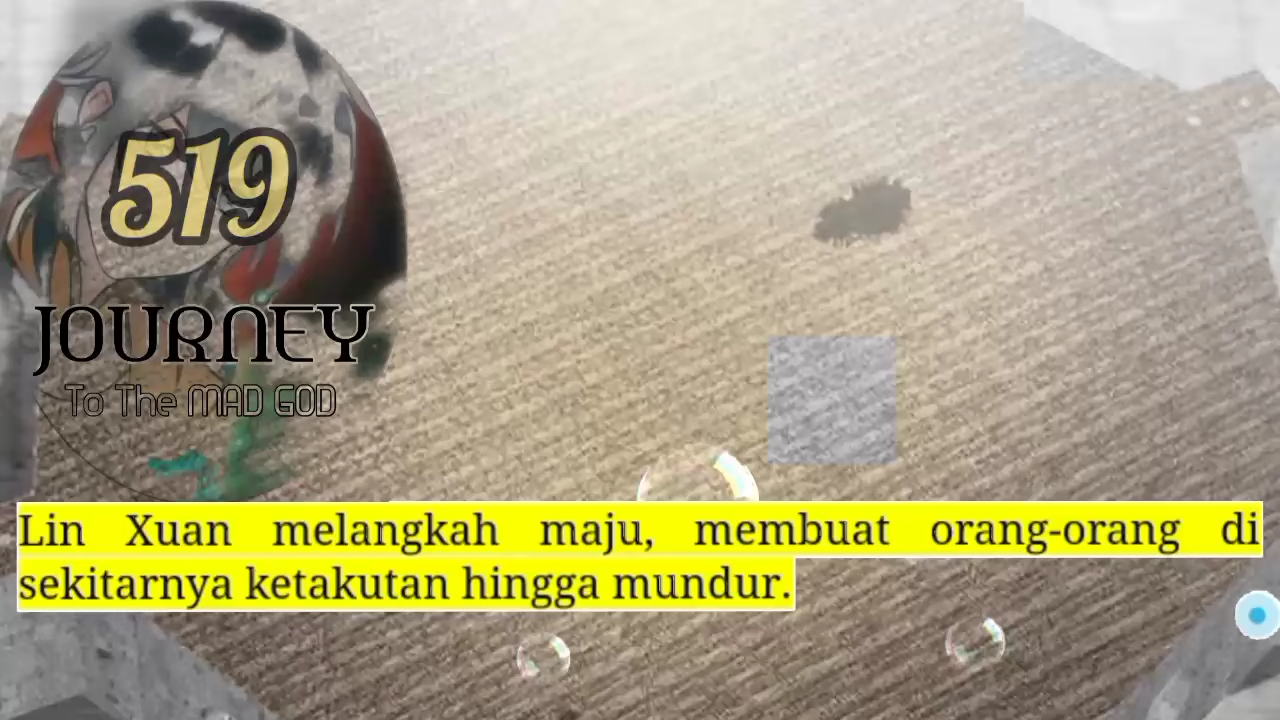 519
JOURNEY
To The MAD GOD
Lin Xuan melangkah maju, membuat orang-orang di
sekitarnya ketakutan hingga mundur.